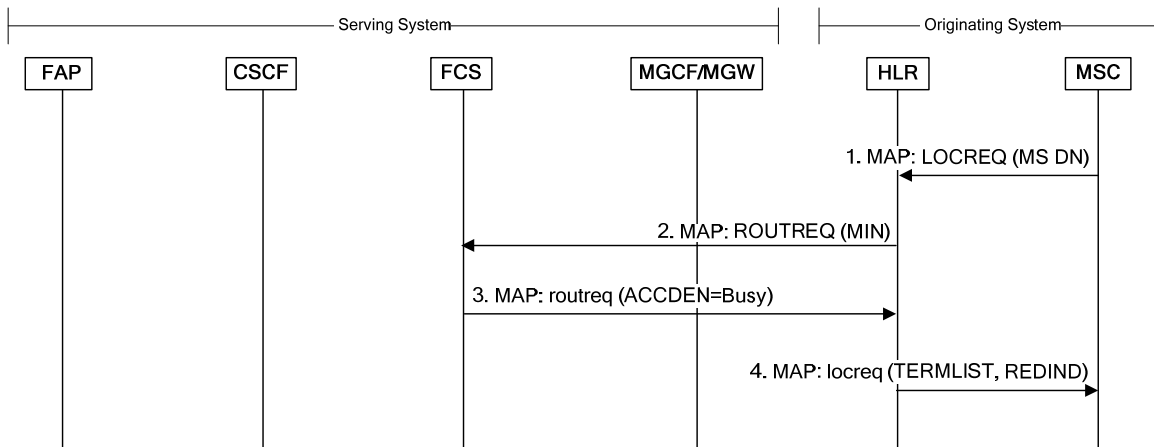 Serving System
Originating System
FAP
CSCF
FCS
MGCF/MGW
HLR
MSC
1. MAP: LOCREQ (MS DN)
2. MAP: ROUTREQ (MIN)
3. MAP: routreq (ACCDEN=Busy)
4. MAP: locreq (TERMLIST, REDIND)